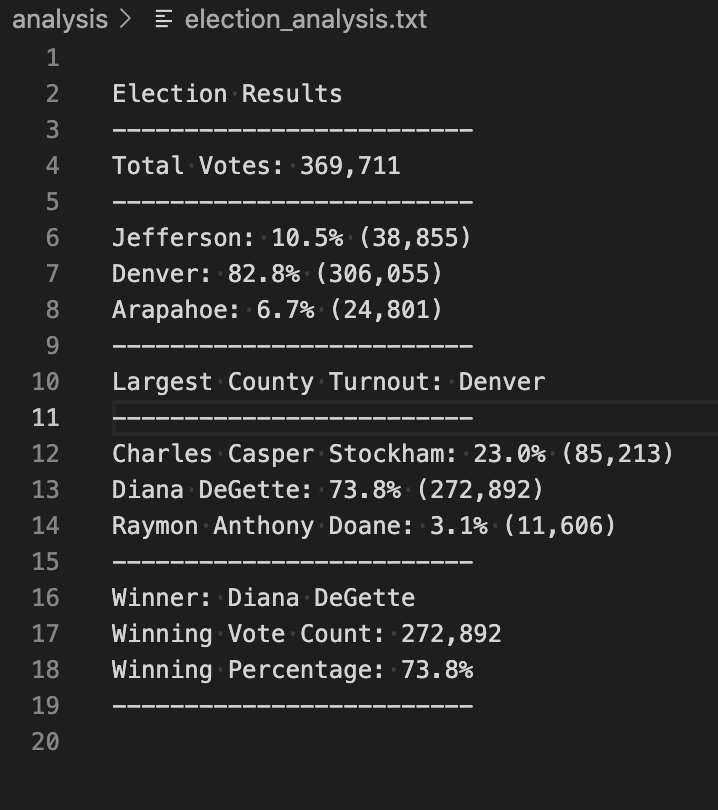 analysis > election_analysis.txt
1
2 Election Results
3 -------------------------
4 Total Votes: 369,711
5 -------------------------
6 Jefferson: 10.5% (38,855)
7 Denver: 82.8% (306,055)
8 Arapahoe: 6.7% (24,801)
9 -------------------------
10 Largest County Turnout: Denver
11 -------------------------
12 Charles Casper Stockham: 23.0% (85,213)
13 Diana DeGette: 73.8% (272,892)
14 Raymon Anthony Doane: 3.1% (11,606)
15 -------------------------
16 Winner: Diana DeGette
17 Winning Vote Count: 272,892
18 Winning Percentage: 73.8%
19 -------------------------
20